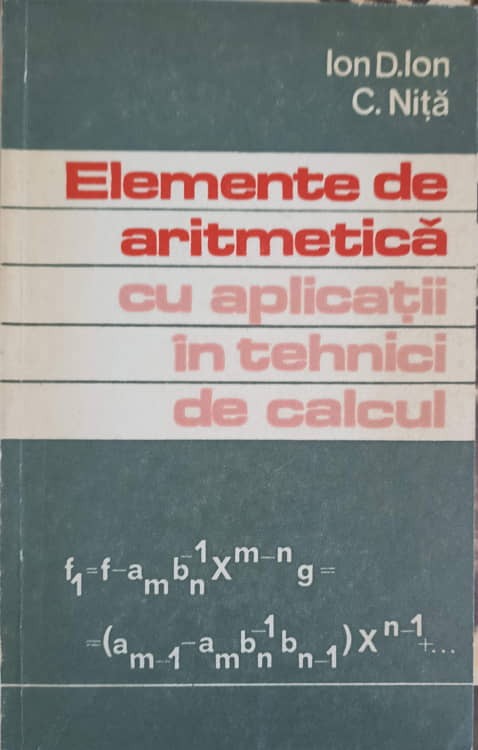 Ion D.Ion
C. Niță
Elemente de
aritmetică
cu aplicații
în tehnici
de calcul
f₁=f-aₘbₙ⁻¹Xᵐ⁻ⁿg=
=(aₘ₋₁-aₘbₙ⁻¹bₙ₋₁)Xⁿ⁻¹+...